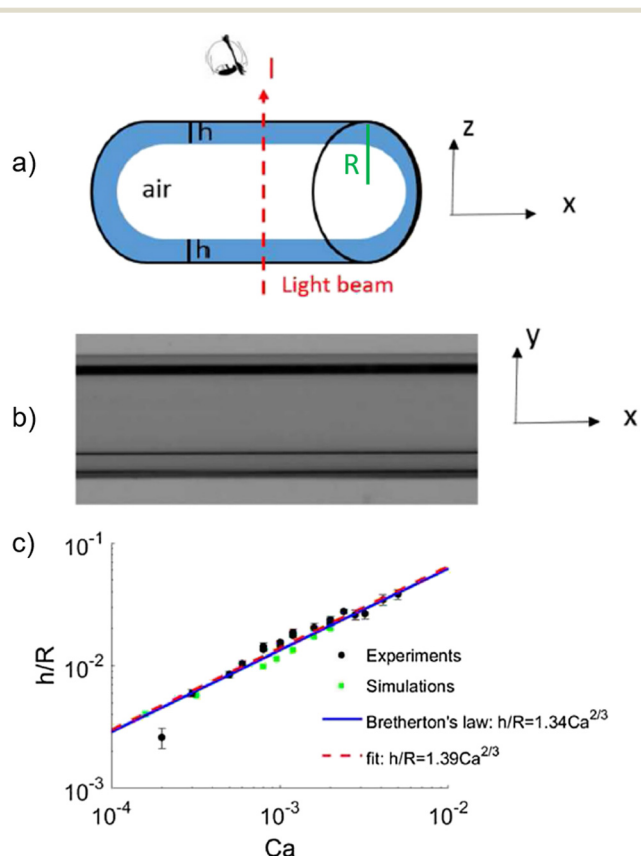 a)
I
h
R
air
h
Light beam
z
x
b)
y
x
c)
10^-1
10^-2
10^-3
h/R
Experiments
Simulations
Bretherton's law: h/R=1.34Ca^2/3
fit: h/R=1.39Ca^2/3
10^-4
10^-3
10^-2
Ca